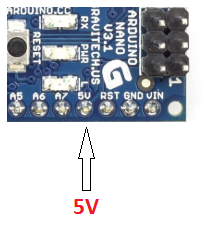 ARDUINO.CC
RESET
RX
PWR
L
GRAVITECH.US
ARDUINO
NANO
V3.1
G
1
A5 A6 A7 5V RST GND VIN
5V